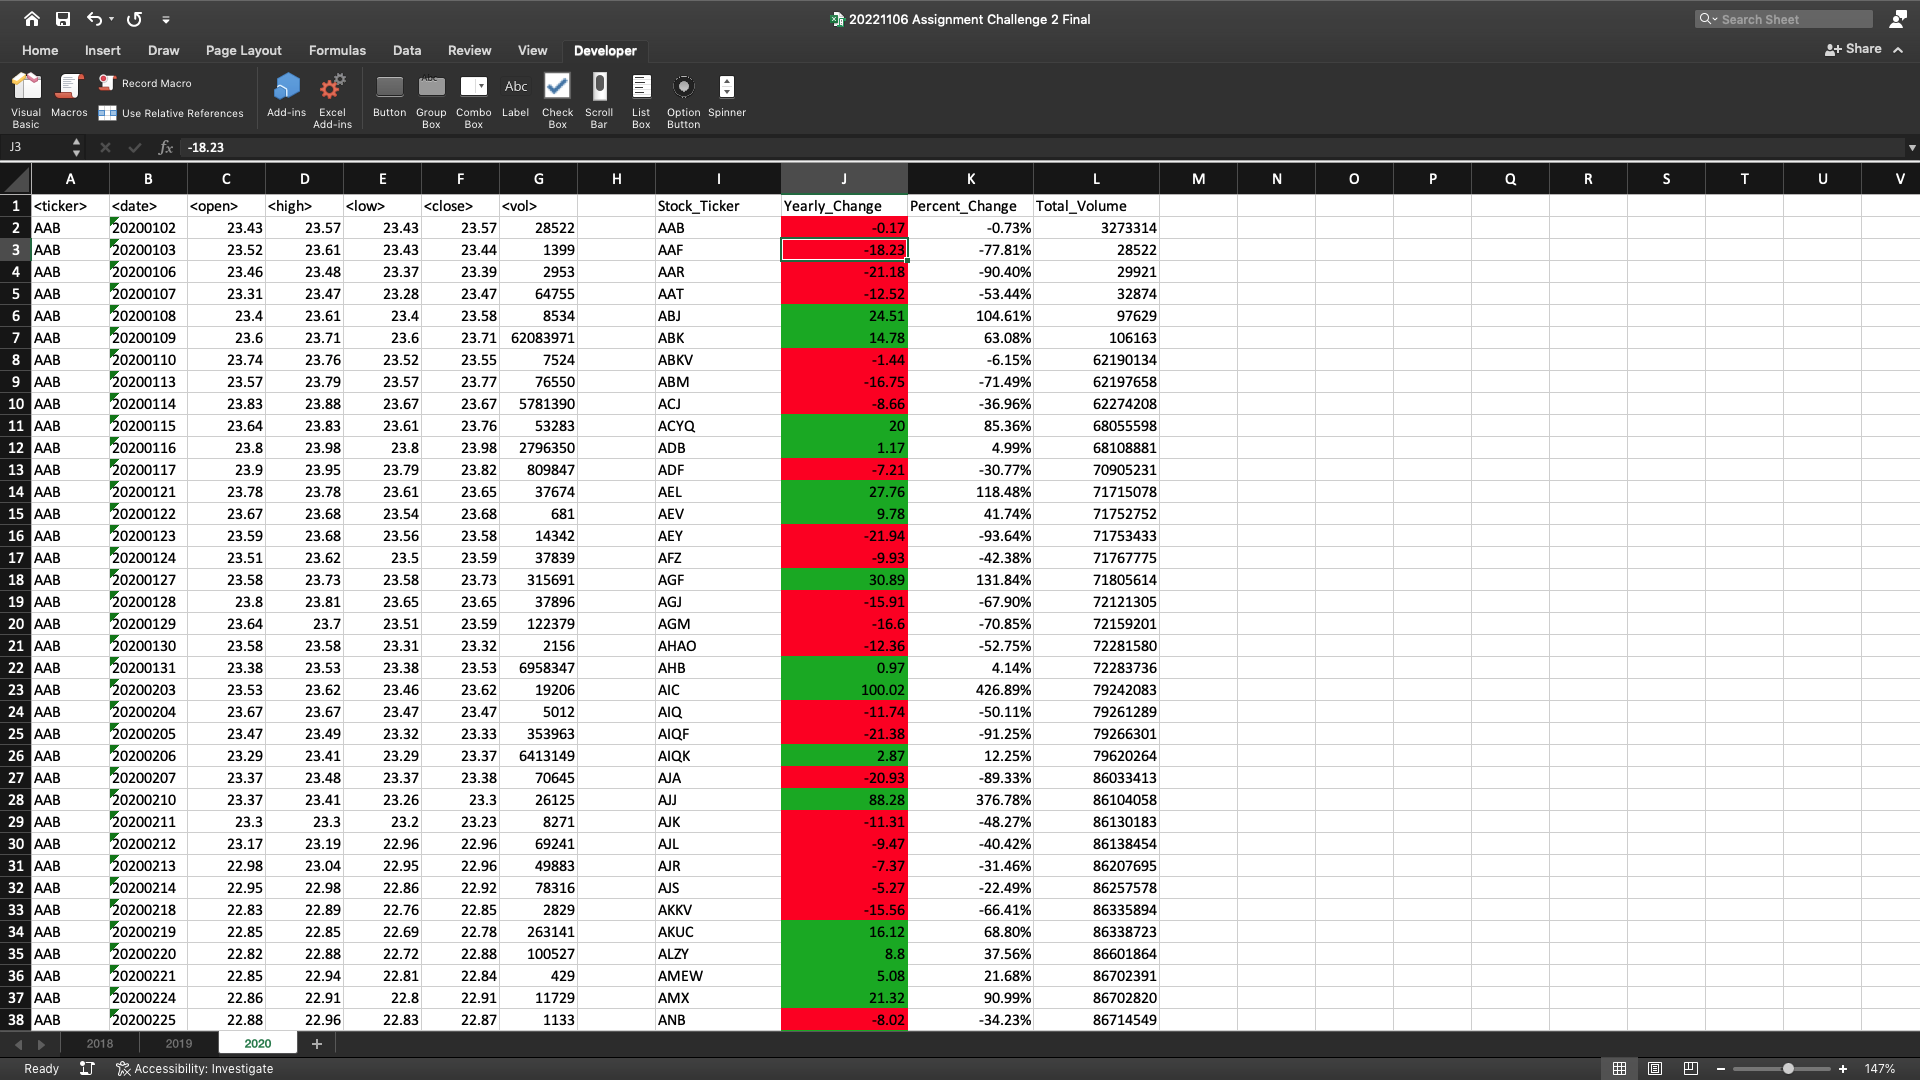 20221106 Assignment Challenge 2 Final
Search Sheet
Home Insert Draw Page Layout Formulas Data Review View Developer
Share
Visual Basic
Macros
Record Macro
Use Relative References
Add-ins
Excel Add-ins
Button
Group Box
Combo Box
Abc
Label
Check Box
Scroll Bar
List Box
Option Button
Spinner
J3 fx -18.23
A B C D E F G H I J K L M N O P Q R S T U V
1 <ticker> <date> <open> <high> <low> <close> <vol> Stock_Ticker Yearly_Change Percent_Change Total_Volume
2 AAB 20200102 23.43 23.57 23.43 23.57 28522 AAB -0.17 -0.73% 3273314
3 AAB 20200103 23.52 23.61 23.43 23.44 1399 AAF -18.23 -77.81% 28522
4 AAB 20200106 23.46 23.48 23.37 23.39 2953 AAR -21.18 -90.40% 29921
5 AAB 20200107 23.31 23.47 23.28 23.47 64755 AAT -12.52 -53.44% 32874
6 AAB 20200108 23.4 23.61 23.4 23.58 8534 ABJ 24.51 104.61% 97629
7 AAB 20200109 23.6 23.71 23.6 23.71 62083971 ABK 14.78 63.08% 106163
8 AAB 20200110 23.74 23.76 23.52 23.55 7524 ABKV -1.44 -6.15% 62190134
9 AAB 20200113 23.57 23.79 23.57 23.77 76550 ABM -16.75 -71.49% 62197658
10 AAB 20200114 23.83 23.88 23.67 23.67 5781390 ACJ -8.66 -36.96% 62274208
11 AAB 20200115 23.64 23.83 23.61 23.76 53283 ACYQ 20 85.36% 68055598
12 AAB 20200116 23.8 23.98 23.8 23.98 2796350 ADB 1.17 4.99% 68108881
13 AAB 20200117 23.9 23.95 23.79 23.82 809847 ADF -7.21 -30.77% 70905231
14 AAB 20200121 23.78 23.78 23.61 23.65 37674 AEL 27.76 118.48% 71715078
15 AAB 20200122 23.67 23.68 23.54 23.68 681 AEV 9.78 41.74% 71752752
16 AAB 20200123 23.59 23.68 23.56 23.58 14342 AEY -21.94 -93.64% 71753433
17 AAB 20200124 23.51 23.62 23.5 23.59 37839 AFZ -9.93 -42.38% 71767775
18 AAB 20200127 23.58 23.73 23.58 23.73 315691 AGF 30.89 131.84% 71805614
19 AAB 20200128 23.8 23.81 23.65 23.65 37896 AGJ -15.91 -67.90% 72121305
20 AAB 20200129 23.64 23.7 23.51 23.59 122379 AGM -16.6 -70.85% 72159201
21 AAB 20200130 23.58 23.58 23.31 23.32 2156 AHAO -12.36 -52.75% 72281580
22 AAB 20200131 23.38 23.53 23.38 23.53 6958347 AHB 0.97 4.14% 72283736
23 AAB 20200203 23.53 23.62 23.46 23.62 19206 AIC 100.02 426.89% 79242083
24 AAB 20200204 23.67 23.67 23.47 23.47 5012 AIQ -11.74 -50.11% 79261289
25 AAB 20200205 23.47 23.49 23.32 23.33 353963 AIQF -21.38 -91.25% 79266301
26 AAB 20200206 23.29 23.41 23.29 23.37 6413149 AIQK 2.87 12.25% 79620264
27 AAB 20200207 23.37 23.48 23.37 23.38 70645 AJA -20.93 -89.33% 86033413
28 AAB 20200210 23.37 23.41 23.26 23.3 26125 AJJ 88.28 376.78% 86104058
29 AAB 20200211 23.3 23.3 23.2 23.23 8271 AJK -11.31 -48.27% 86130183
30 AAB 20200212 23.17 23.19 22.96 22.96 69241 AJL -9.47 -40.42% 86138454
31 AAB 20200213 22.98 23.04 22.95 22.96 49883 AJR -7.37 -31.46% 86207695
32 AAB 20200214 22.95 22.98 22.86 22.92 78316 AJS -5.27 -22.49% 86257578
33 AAB 20200218 22.83 22.89 22.76 22.85 2829 AKKV -15.56 -66.41% 86335894
34 AAB 20200219 22.85 22.85 22.69 22.78 263141 AKUC 16.12 68.80% 86338723
35 AAB 20200220 22.82 22.88 22.72 22.88 100527 ALZY 8.8 37.56% 86601864
36 AAB 20200221 22.85 22.94 22.81 22.84 429 AMEW 5.08 21.68% 86702391
37 AAB 20200224 22.86 22.91 22.8 22.91 11729 AMX 21.32 90.99% 86702820
38 AAB 20200225 22.88 22.96 22.83 22.87 1133 ANB -8.02 -34.23% 86714549
2018 2019 2020 +
Ready Accessibility: Investigate 147%